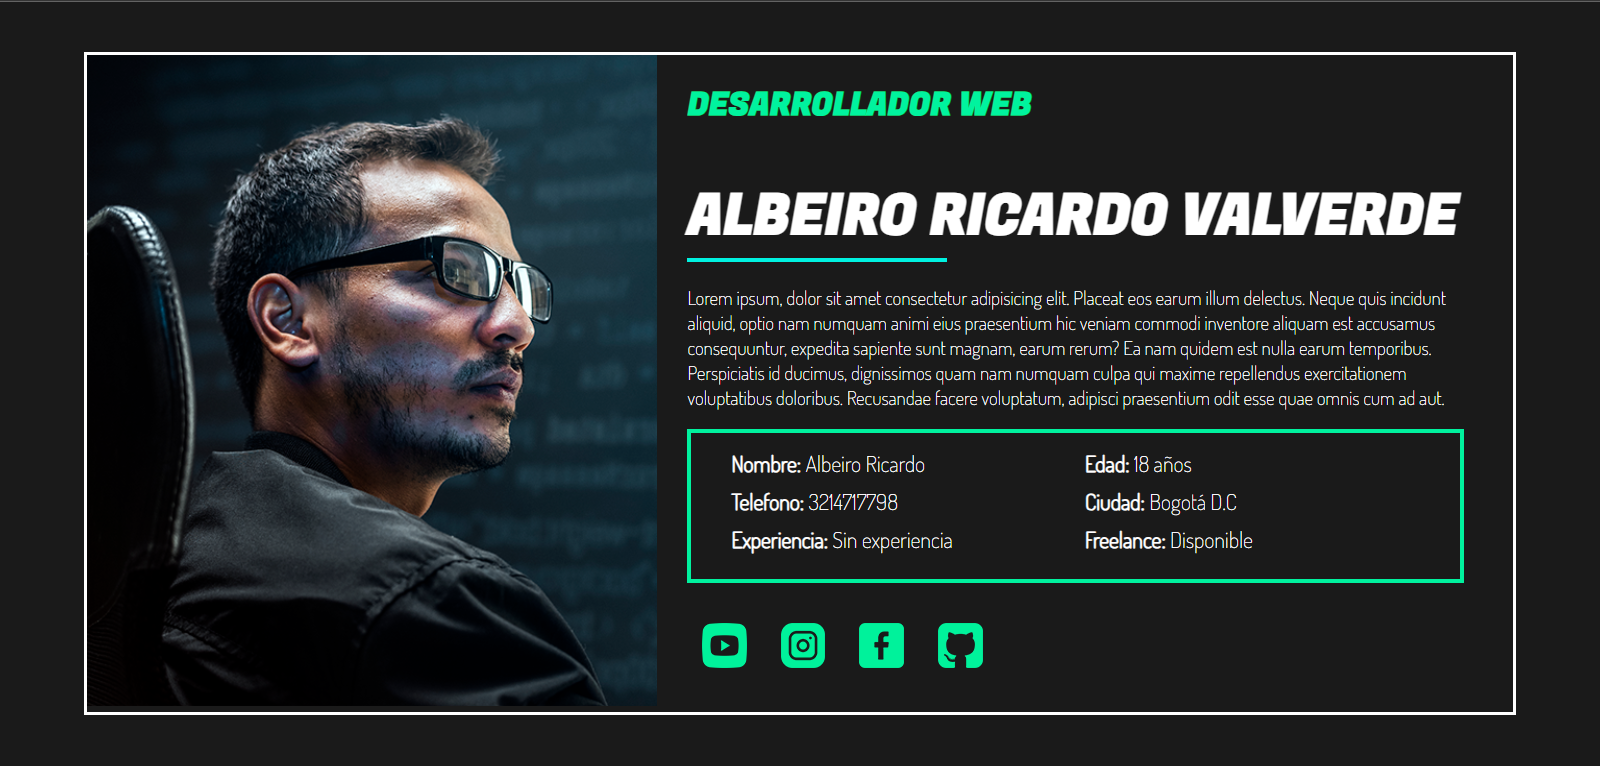 DESARROLLADOR WEB
ALBEIRO RICARDO VALVERDE
Lorem ipsum, dolor sit amet consectetur adipisicing elit. Placeat eos earum illum delectus. Neque quis incidunt
aliquid, optio nam numquam animi eius praesentium hic veniam commodi inventore aliquam est accusamus
consequuntur, expedita sapiente sunt magnam, earum rerum? Ea nam quidem est nulla earum temporibus.
Perspiciatis id ducimus, dignissimos quam nam numquam culpa qui maxime repellendus exercitationem
voluptatibus doloribus. Recusandae facere voluptatum, adipisci praesentium odit esse quae omnis cum ad aut.
Nombre: Albeiro Ricardo
Edad: 18 años
Telefono: 3214717798
Ciudad: Bogotá D.C
Experiencia: Sin experiencia
Freelance: Disponible